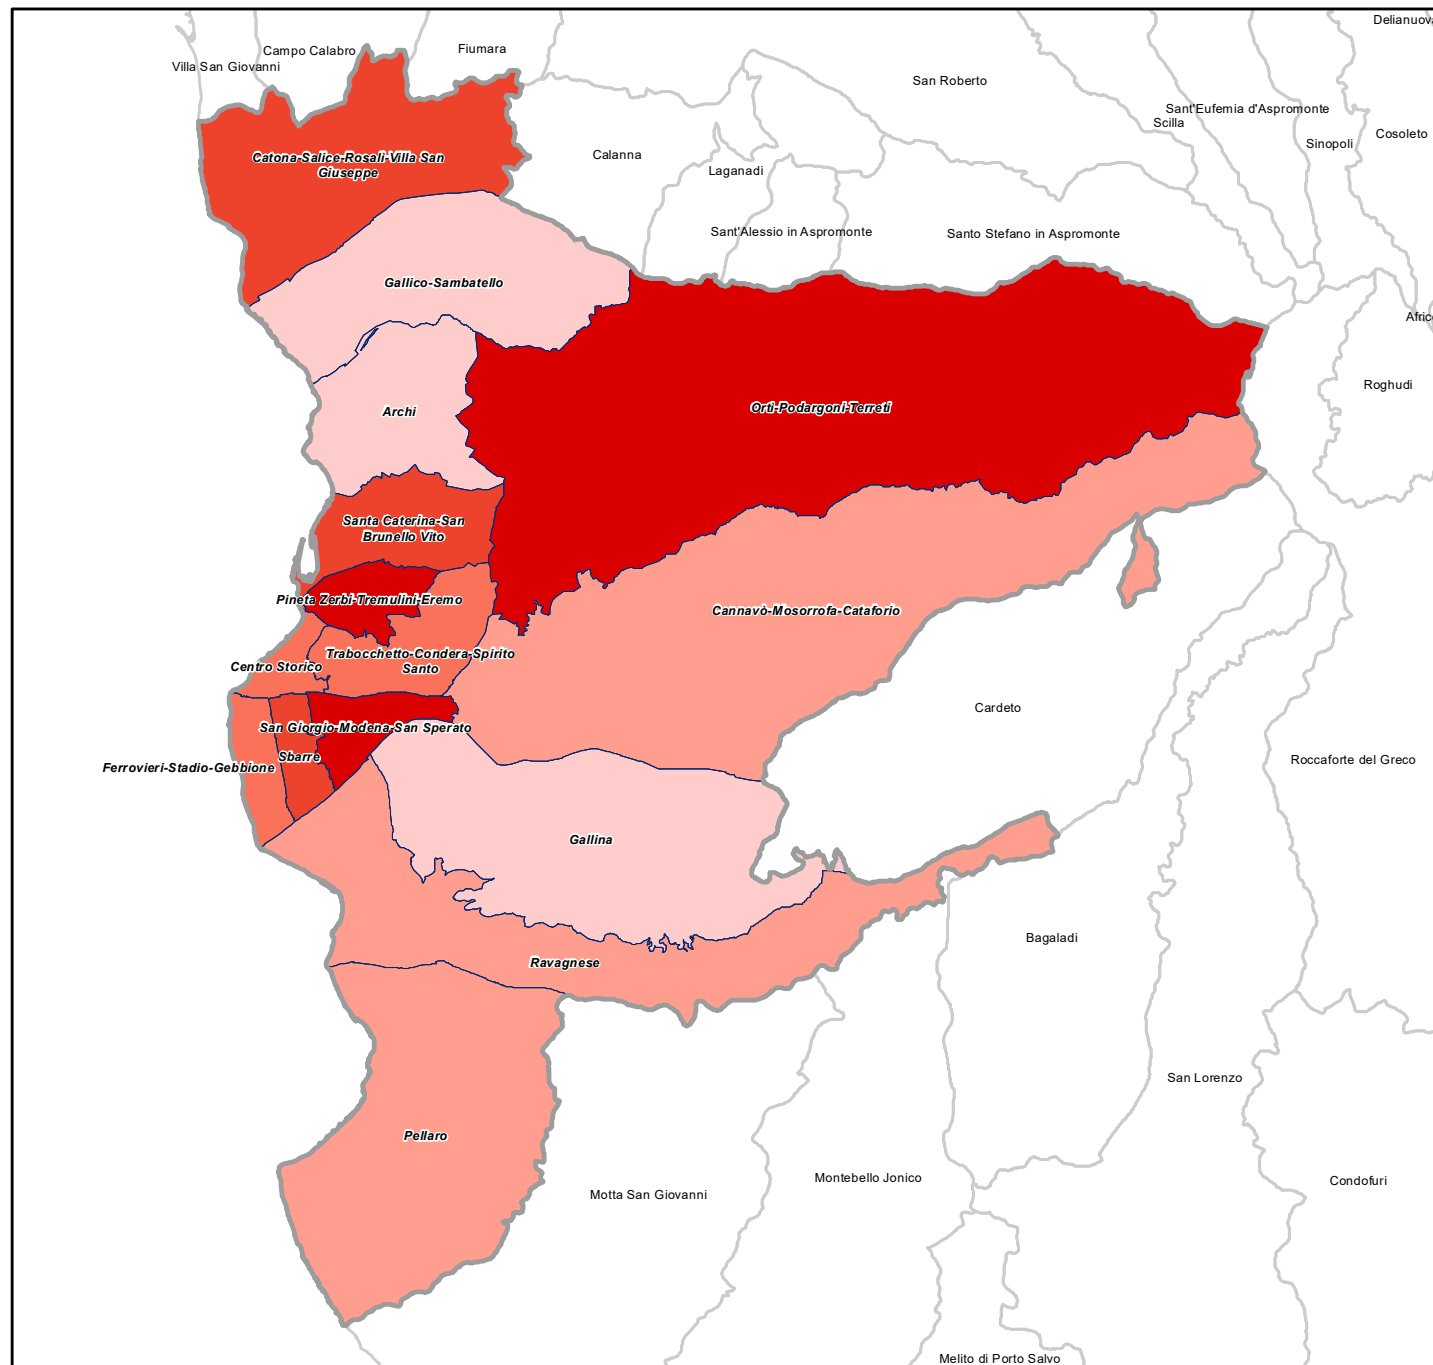 Delianuov
Campo Calabro
Fiumara
Villa San Giovanni
San Roberto
Sant'Eufemia d'Aspromonte
Scilla
Sinopoli
Cosoleto
Catona-Salice-Rosali-Villa San
Giuseppe
Calanna
Laganadi
Sant'Alessio in Aspromonte
Santo Stefano in Aspromonte
Gallico-Sambatello
Afric
Roghudi
Archi
Orti-Podargoni-Terreti
Santa Caterina-San
Brunello Vito
Pineta Zerbi-Tremulini-Eremo
Cannavò-Mosorrofa-Cataforio
Trabocchetto-Condera-Spirito
Santo
Centro Storico
Cardeto
San Giorgio-Modena-San Sperato
Sbarre
Ferrovieri-Stadio-Gebbione
Roccaforte del Greco
Gallina
Bagaladi
Ravagnese
San Lorenzo
Pellaro
Motta San Giovanni
Montebello Jonico
Condofuri
Melito di Porto Salvo